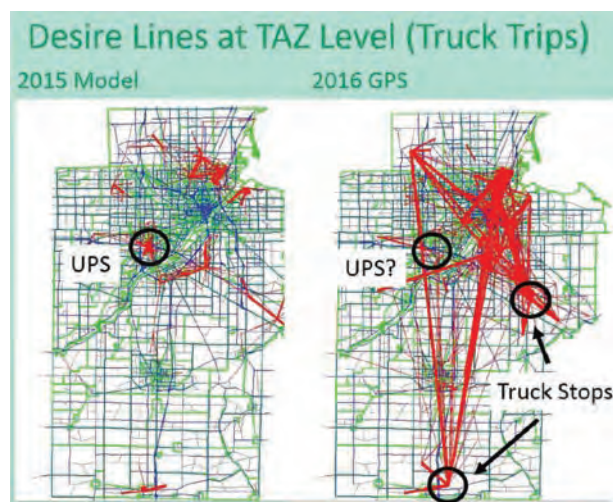 Desire Lines at TAZ Level (Truck Trips)
2015 Model
2016 GPS
UPS
UPS?
Truck Stops